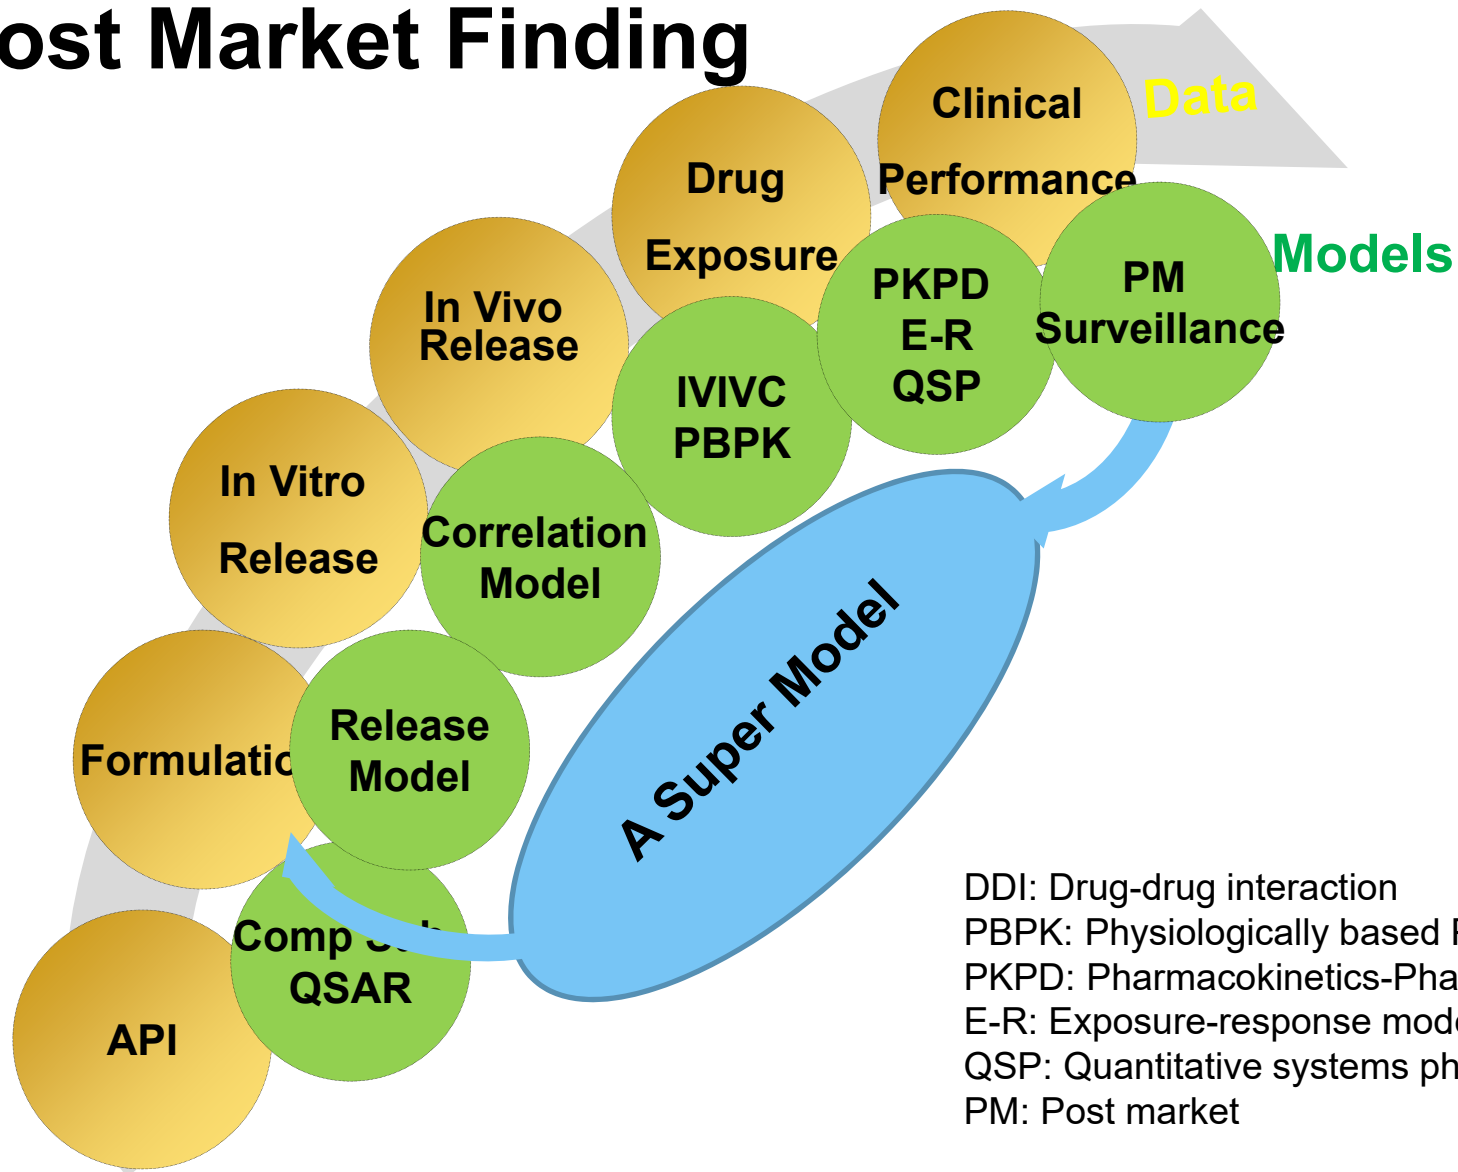 ost Market Finding
Clinical
Performance
Data
Drug
Exposure
Models
PKPD
E-R
QSP
PM
Surveillance
In Vivo
Release
IVIVC
PBPK
In Vitro
Release
Correlation
Model
A Super Model
Release
Model
Formulatio
Comp
QSAR
API
DDI: Drug-drug interaction
PBPK: Physiologically based
PKPD: Pharmacokinetics-Pha
E-R: Exposure-response mod
QSP: Quantitative systems ph
PM: Post market